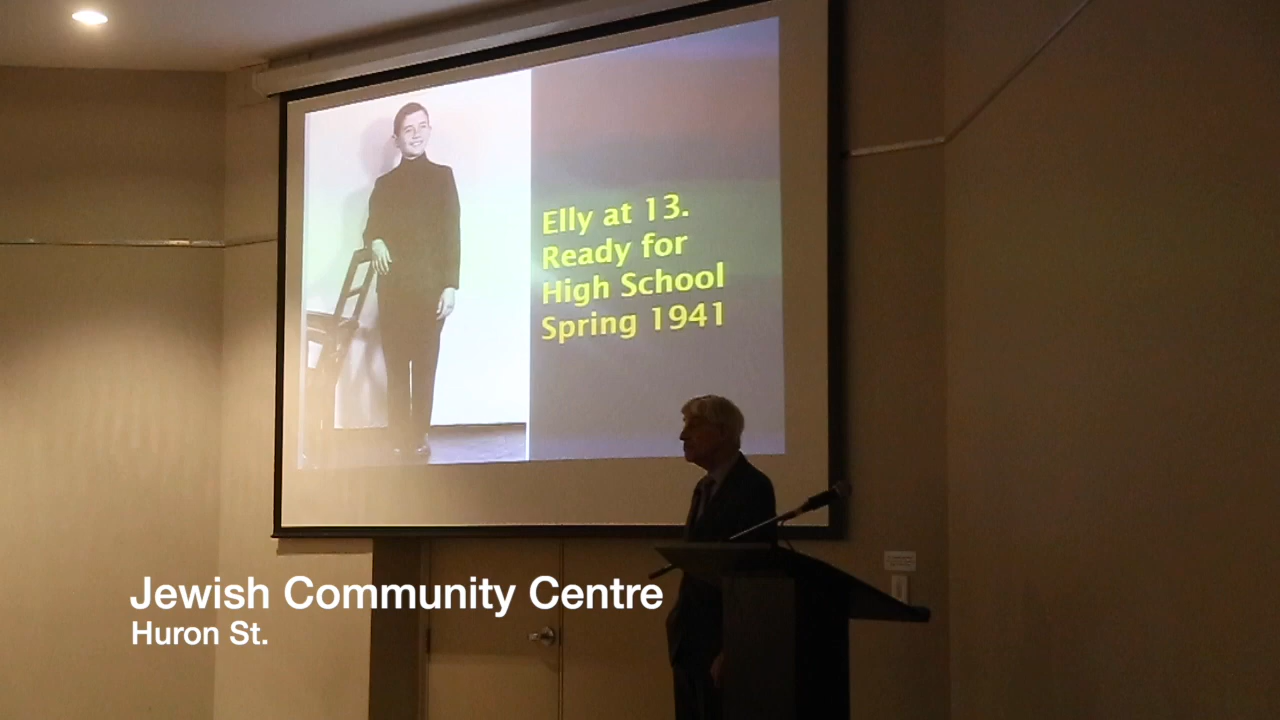 Elly at 13.
Ready for
High School
Spring 1941
Jewish Community Centre
Huron St.